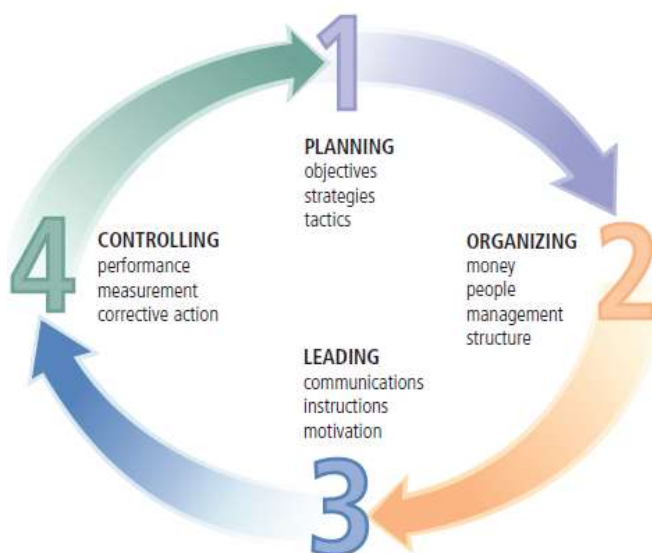 1
PLANNING
objectives
strategies
tactics
2
ORGANIZING
money
people
management
structure
3
LEADING
communications
instructions
motivation
4
CONTROLLING
performance
measurement
corrective action